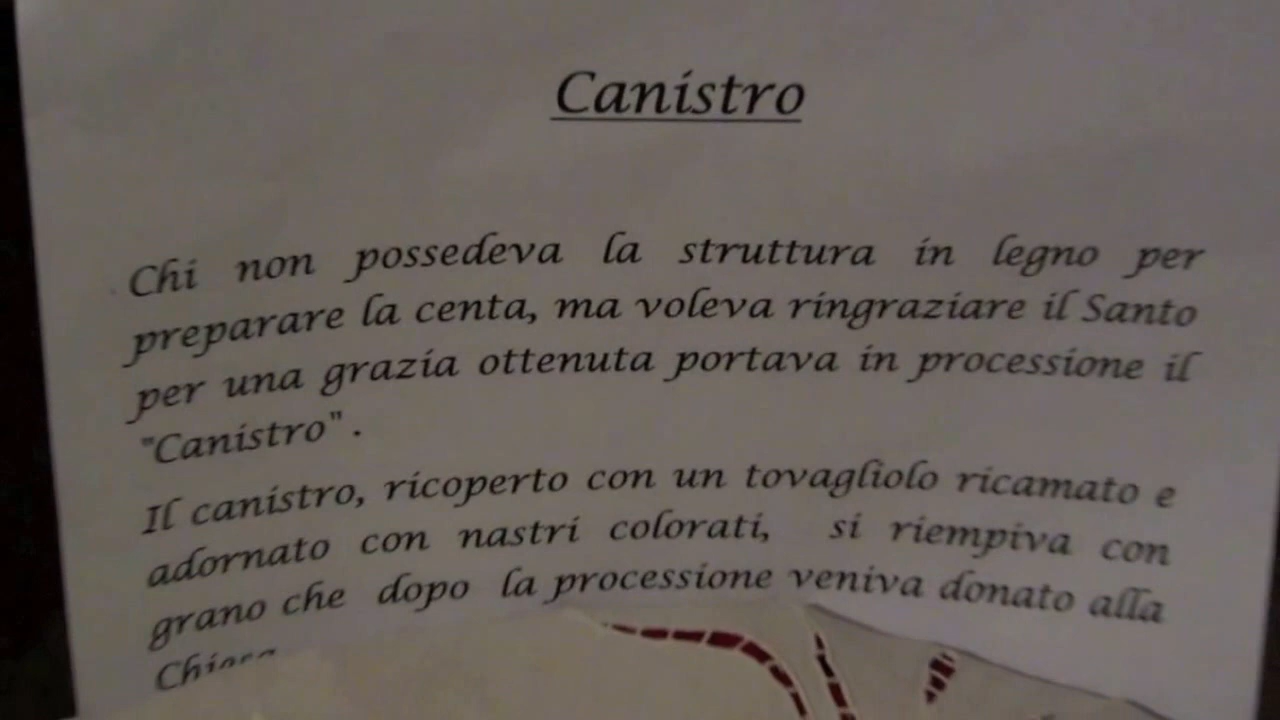 Canistro
Chi non possedeva la struttura in legno per
preparare la centa, ma voleva ringraziare il Santo
per una grazia ottenuta portava in processione il
"Canistro" .
Il canistro, ricoperto con un tovagliolo ricamato e
adornato con nastri colorati, si riempiva con
grano che dopo la processione veniva donato alla